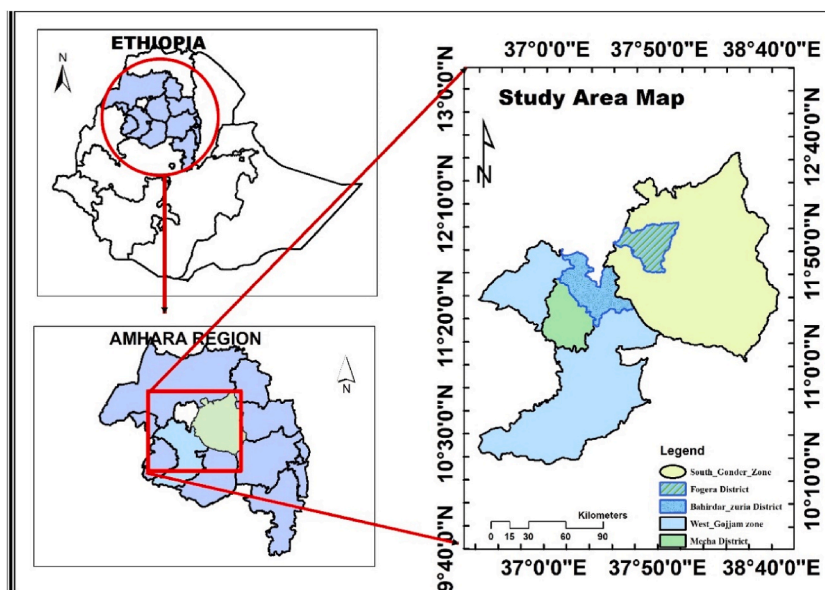 ETHIOPIA
N
AMHARA REGION
N
37°0'0"E 37°50'0"E 38°40'0"E
Study Area Map
N
13°0'0"N
12°10'0"N
11°20'0"N
10°30'0"N
9°40'0"N
12°40'0"N
11°50'0"N
11°0'0"N
10°10'0"N
Legend
South_Gonder_Zone
Fogera District
Bahirdar_zuria District
West_Gojjam zone
Mecha District
Kilometers
0 15 30 60 90
37°0'0"E 37°50'0"E 38°40'0"E